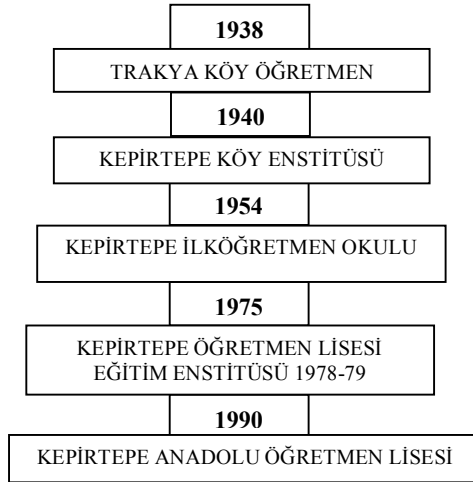 1938
TRAKYA KÖY ÖĞRETMEN
1940
KEPİRTEPE KÖY ENSTİTÜSÜ
1954
KEPİRTEPE İLKÖĞRETMEN OKULU
1975
KEPİRTEPE ÖĞRETMEN LİSESİ
EĞİTİM ENSTİTÜSÜ 1978-79
1990
KEPİRTEPE ANADOLU ÖĞRETMEN LİSESİ